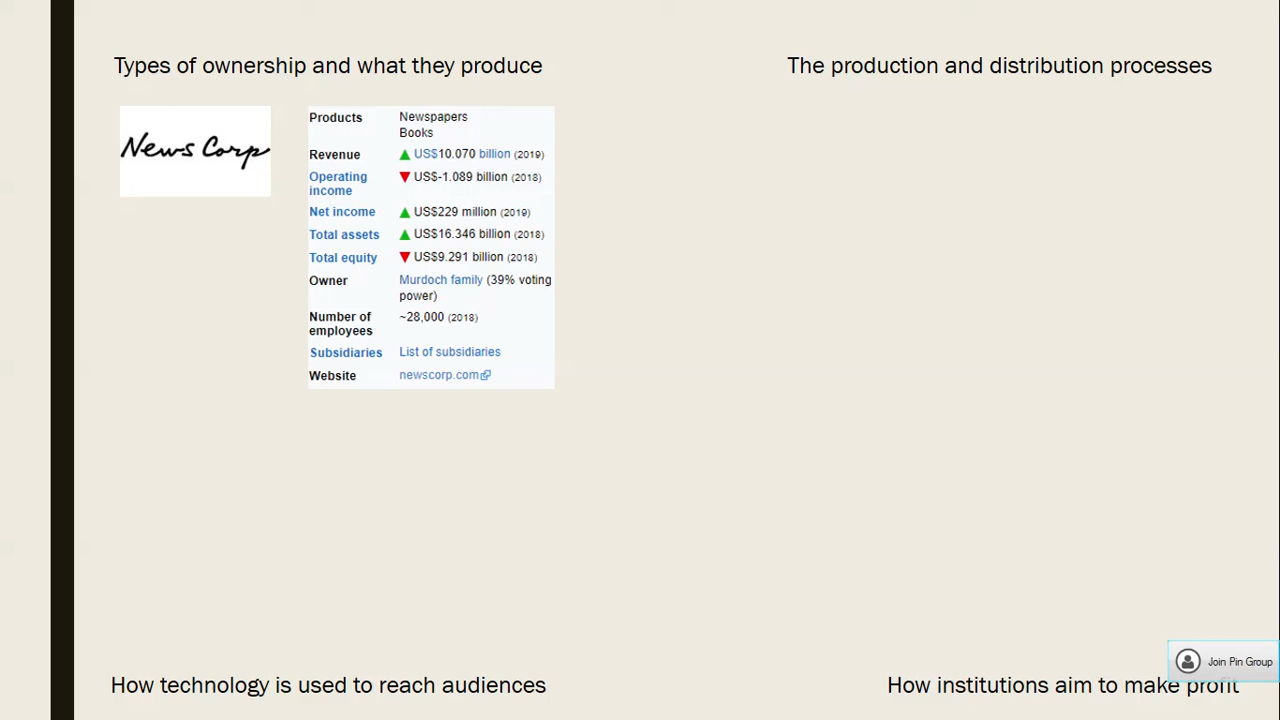 Types of ownership and what they produce
The production and distribution processes
News Corp
Products Newspapers
Books
Revenue US$10.070 billion (2019)
Operating income US$-1.089 billion (2018)
Net income US$229 million (2019)
Total assets US$16.346 billion (2018)
Total equity US$9.291 billion (2018)
Owner Murdoch family (39% voting
power)
Number of employees ~28,000 (2018)
Subsidiaries List of subsidiaries
Website newscorp.com
Join Pin Group
How technology is used to reach audiences
How institutions aim to make profit